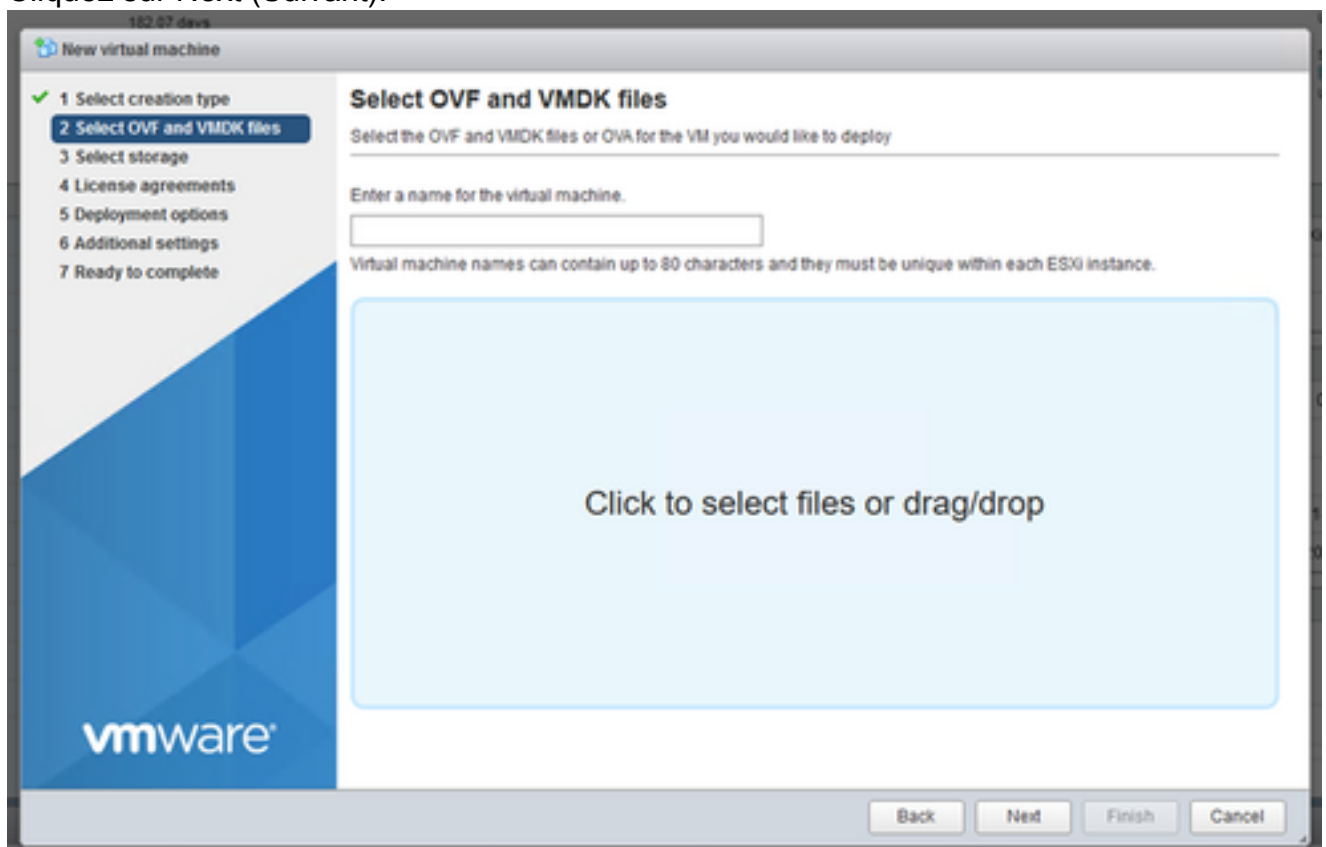 Cliquez sur Next (Suivant).
182.07 days
New virtual machine
1 Select creation type
2 Select OVF and VMDK files
3 Select storage
4 License agreements
5 Deployment options
6 Additional settings
7 Ready to complete
Select OVF and VMDK files
Select the OVF and VMDK files or OVA for the VM you would like to deploy
Enter a name for the virtual machine.
Virtual machine names can contain up to 80 characters and they must be unique within each ESXi instance.
Click to select files or drag/drop
vmware
Back
Next
Finish
Cancel